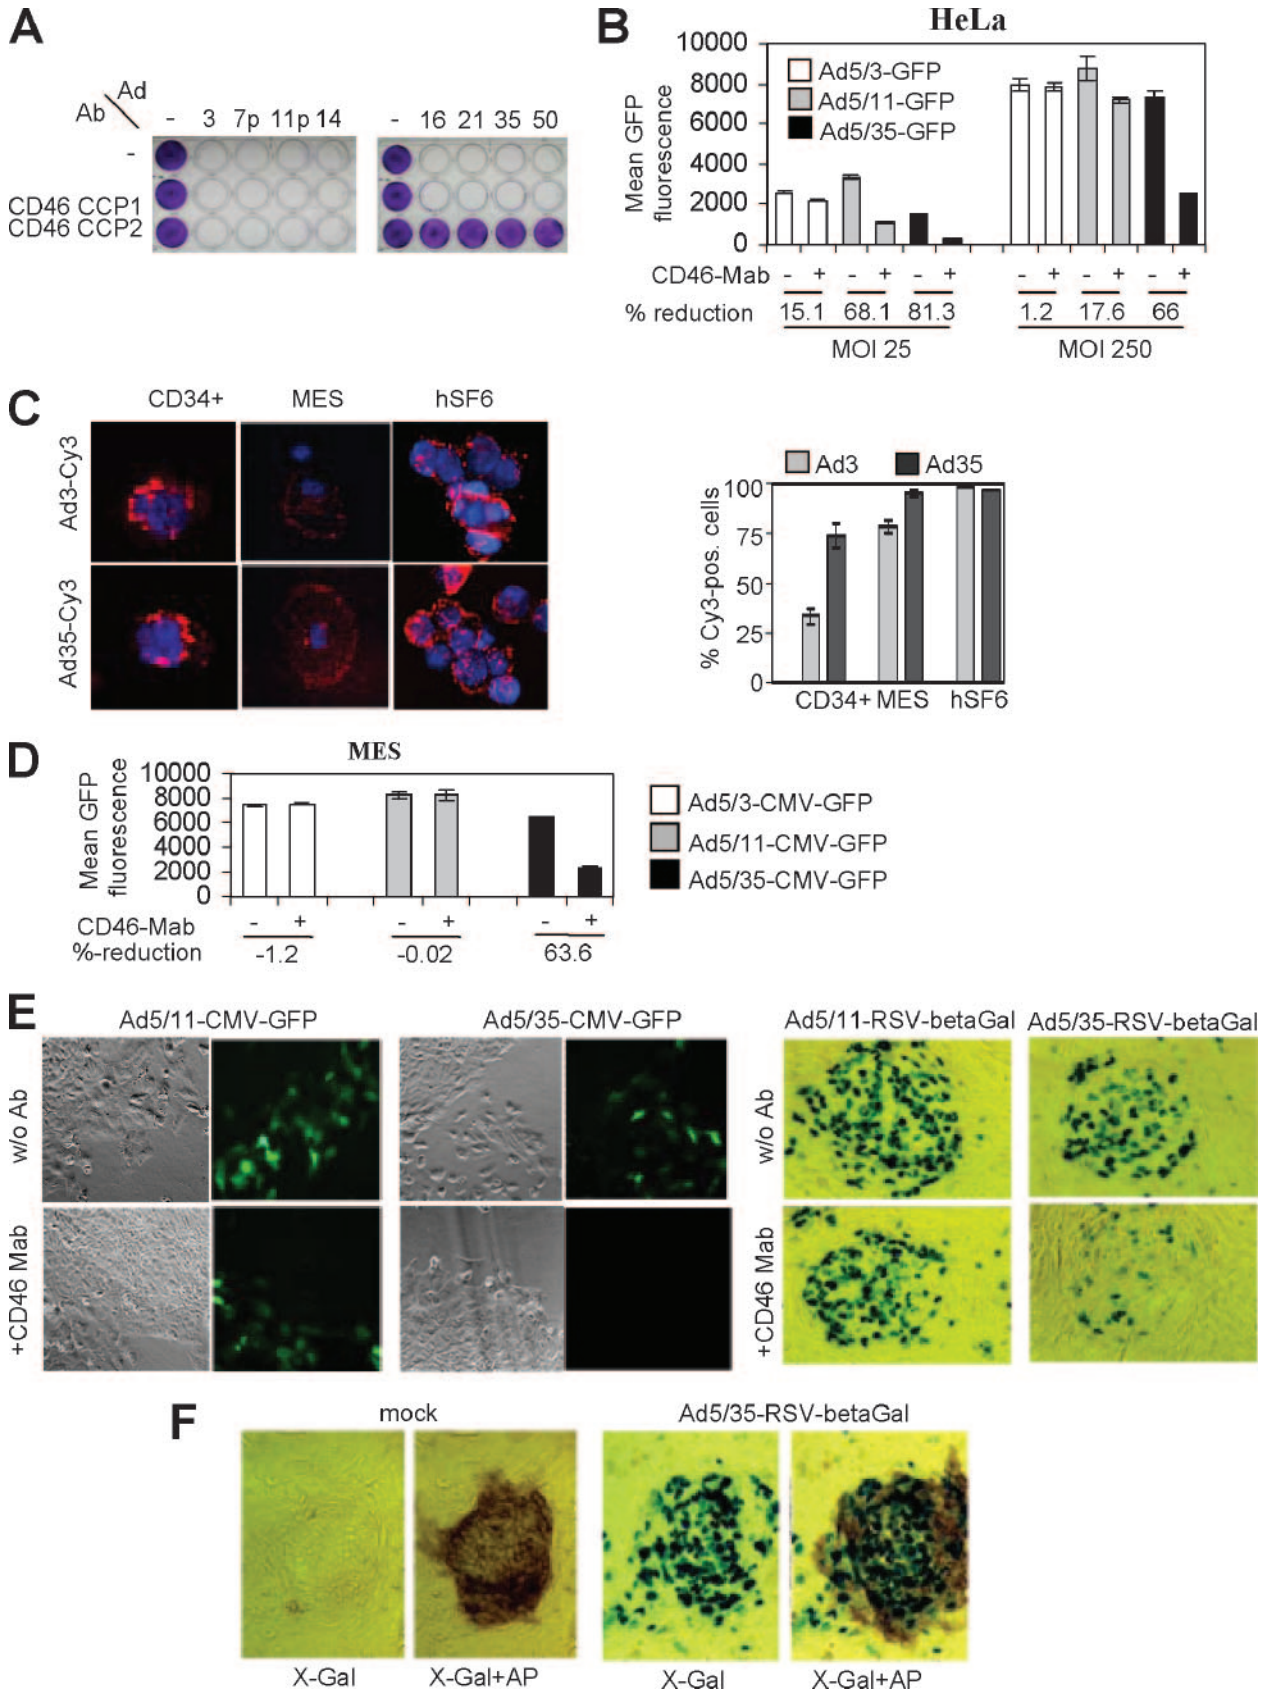 A
Ab Ad
- 3 7p 11p 14
- 16 21 35 50
-
CD46 CCP1
CD46 CCP2
B
HeLa
Mean GFP
fluorescence
10000
8000
6000
4000
2000
0
Ad5/3-GFP
Ad5/11-GFP
Ad5/35-GFP
CD46-Mab - + - + - + - + - + - +
% reduction 15.1 68.1 81.3 1.2 17.6 66
MOI 25 MOI 250
C
CD34+ MES hSF6
Ad3-Cy3
Ad35-Cy3
Ad3 Ad35
% Cy3-pos. cells
100
75
50
25
0
CD34+ MES hSF6
D
MES
Mean GFP
fluorescence
10000
8000
6000
4000
2000
0
Ad5/3-CMV-GFP
Ad5/11-CMV-GFP
Ad5/35-CMV-GFP
CD46-Mab - + - + - +
%-reduction -1.2 -0.02 63.6
E
Ad5/11-CMV-GFP Ad5/35-CMV-GFP Ad5/11-RSV-betaGal Ad5/35-RSV-betaGal
w/o Ab w/o Ab
+CD46 Mab +CD46 Mab
F
mock Ad5/35-RSV-betaGal
X-Gal X-Gal+AP X-Gal X-Gal+AP